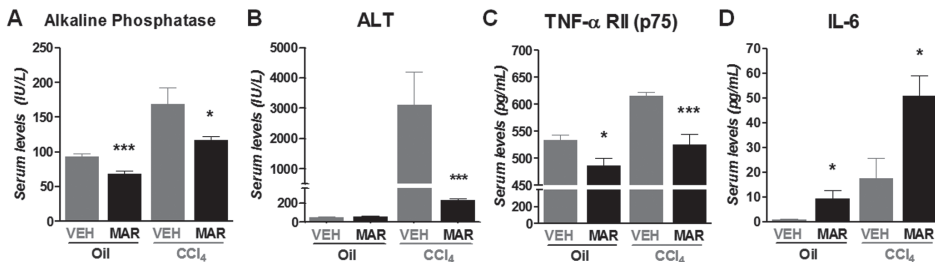 A Alkaline Phosphatase
Serum levels (IU/L)
250
200
150
100
50
0
***
*
VEH MAR VEH MAR
Oil CCl4
B ALT
Serum levels (IU/L)
5000
4000
3000
2000
1000
200
0
***
VEH MAR VEH MAR
Oil CCl4
C TNF-α RII (p75)
Serum levels (pg/mL)
700
650
600
550
500
450
200
100
0
*
***
VEH MAR VEH MAR
Oil CCl4
D IL-6
Serum levels (pg/mL)
70
60
50
40
30
20
10
0
*
*
VEH MAR VEH MAR
Oil CCl4